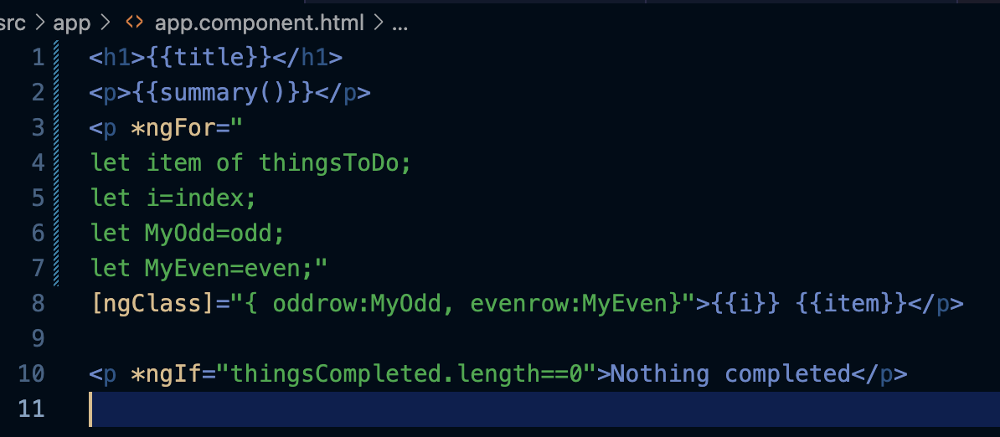 src > app > <> app.component.html > ...
1 <h1>{{title}}</h1>
2 <p>{{summary()}}</p>
3 <p *ngFor="
4 let item of thingsToDo;
5 let i=index;
6 let MyOdd=odd;
7 let MyEven=even;"
8 [ngClass]="{ oddrow:MyOdd, evenrow:MyEven}">{{i}} {{item}}</p>
9
10 <p *ngIf="thingsCompleted.length==0">Nothing completed</p>
11